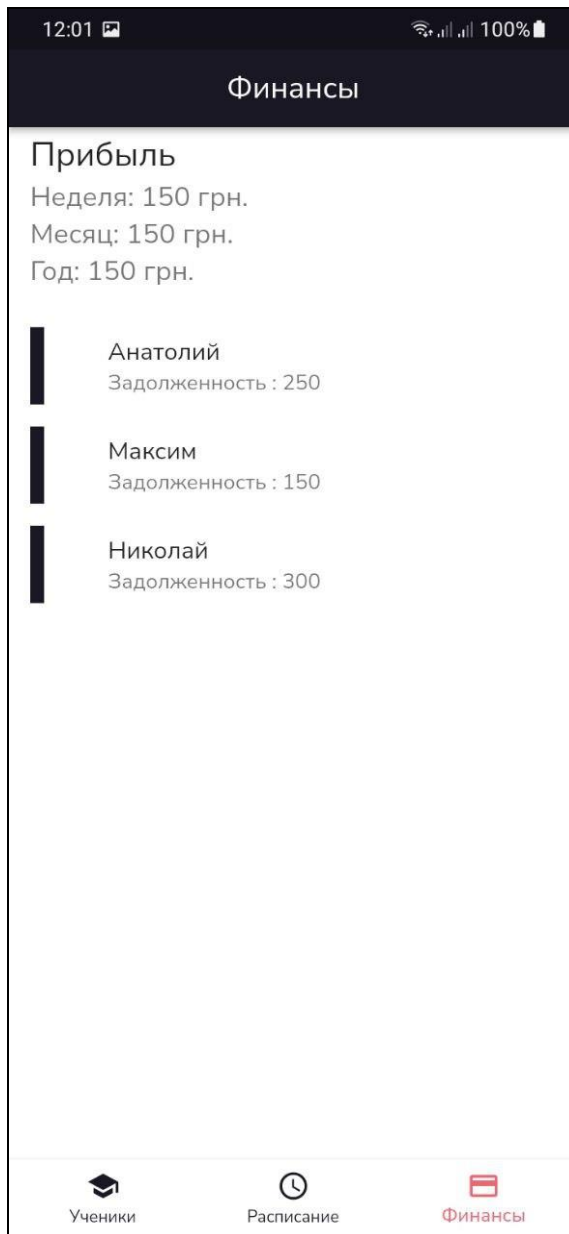 12:01 100%
Финансы
Прибыль
Неделя: 150 грн.
Месяц: 150 грн.
Год: 150 грн.
Анатолий
Задолженность : 250
Максим
Задолженность : 150
Николай
Задолженность : 300
Ученики Расписание Финансы